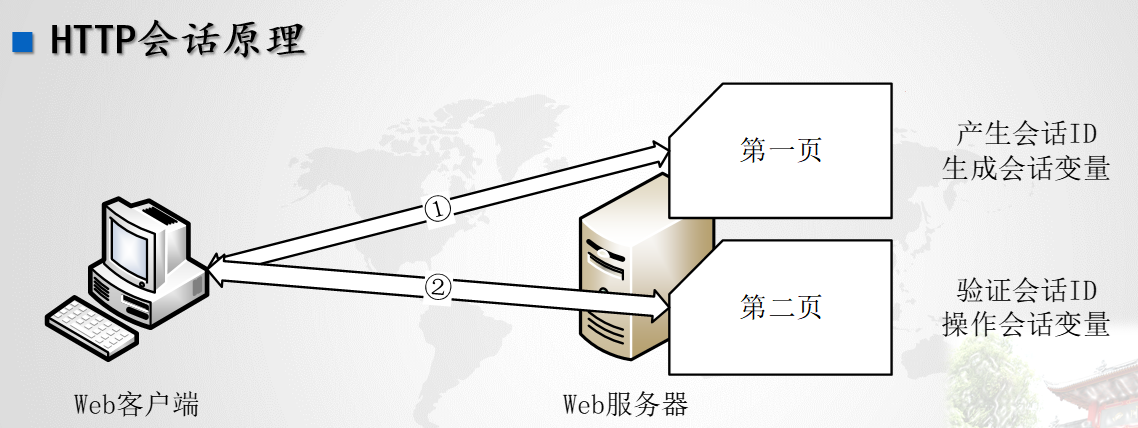 HTTP会话原理
第一页
产生会话ID
生成会话变量
①
②
第二页
验证会话ID
操作会话变量
Web客户端
Web服务器